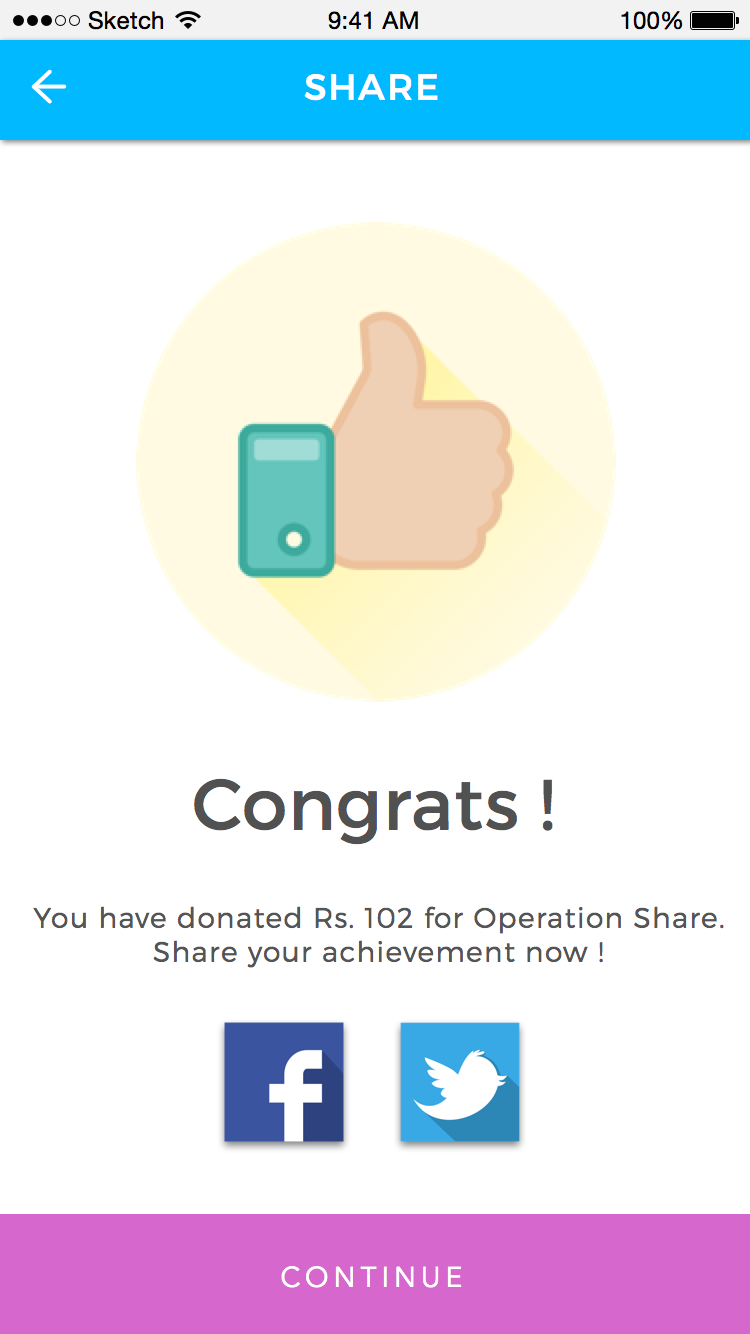 Sketch 9:41 AM 100%
SHARE
Congrats !
You have donated Rs. 102 for Operation Share.
Share your achievement now !
CONTINUE